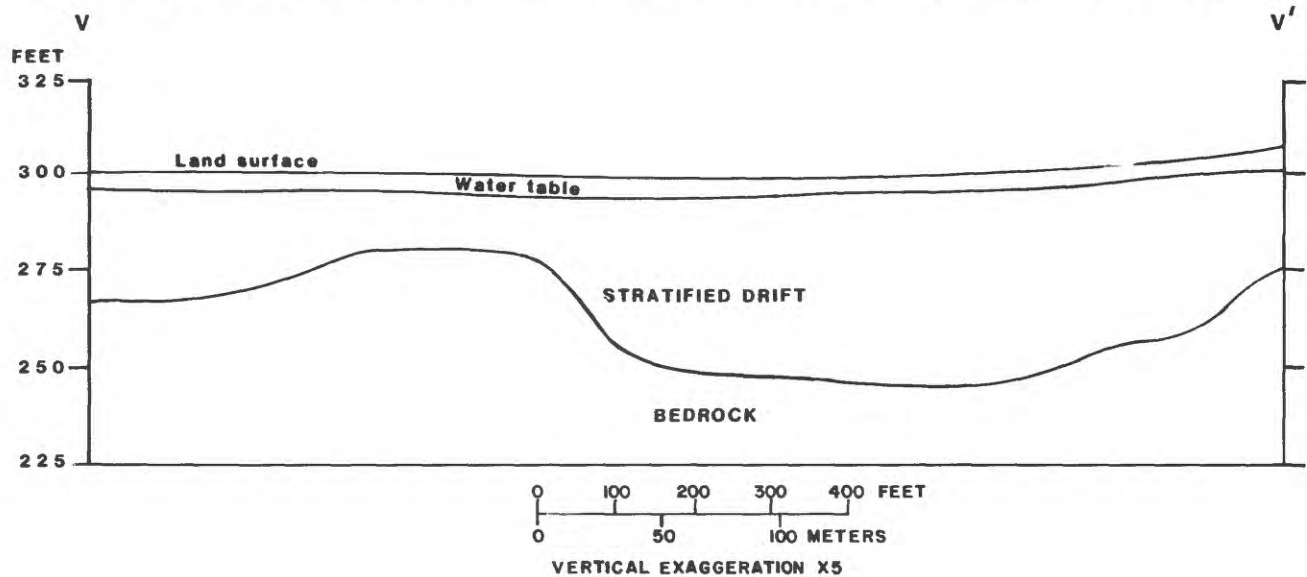 V V′
FEET
325
Land surface
300
Water table
275
STRATIFIED DRIFT
250
BEDROCK
225
0 100 200 300 400 FEET
0 50 100 METERS
VERTICAL EXAGGERATION X5